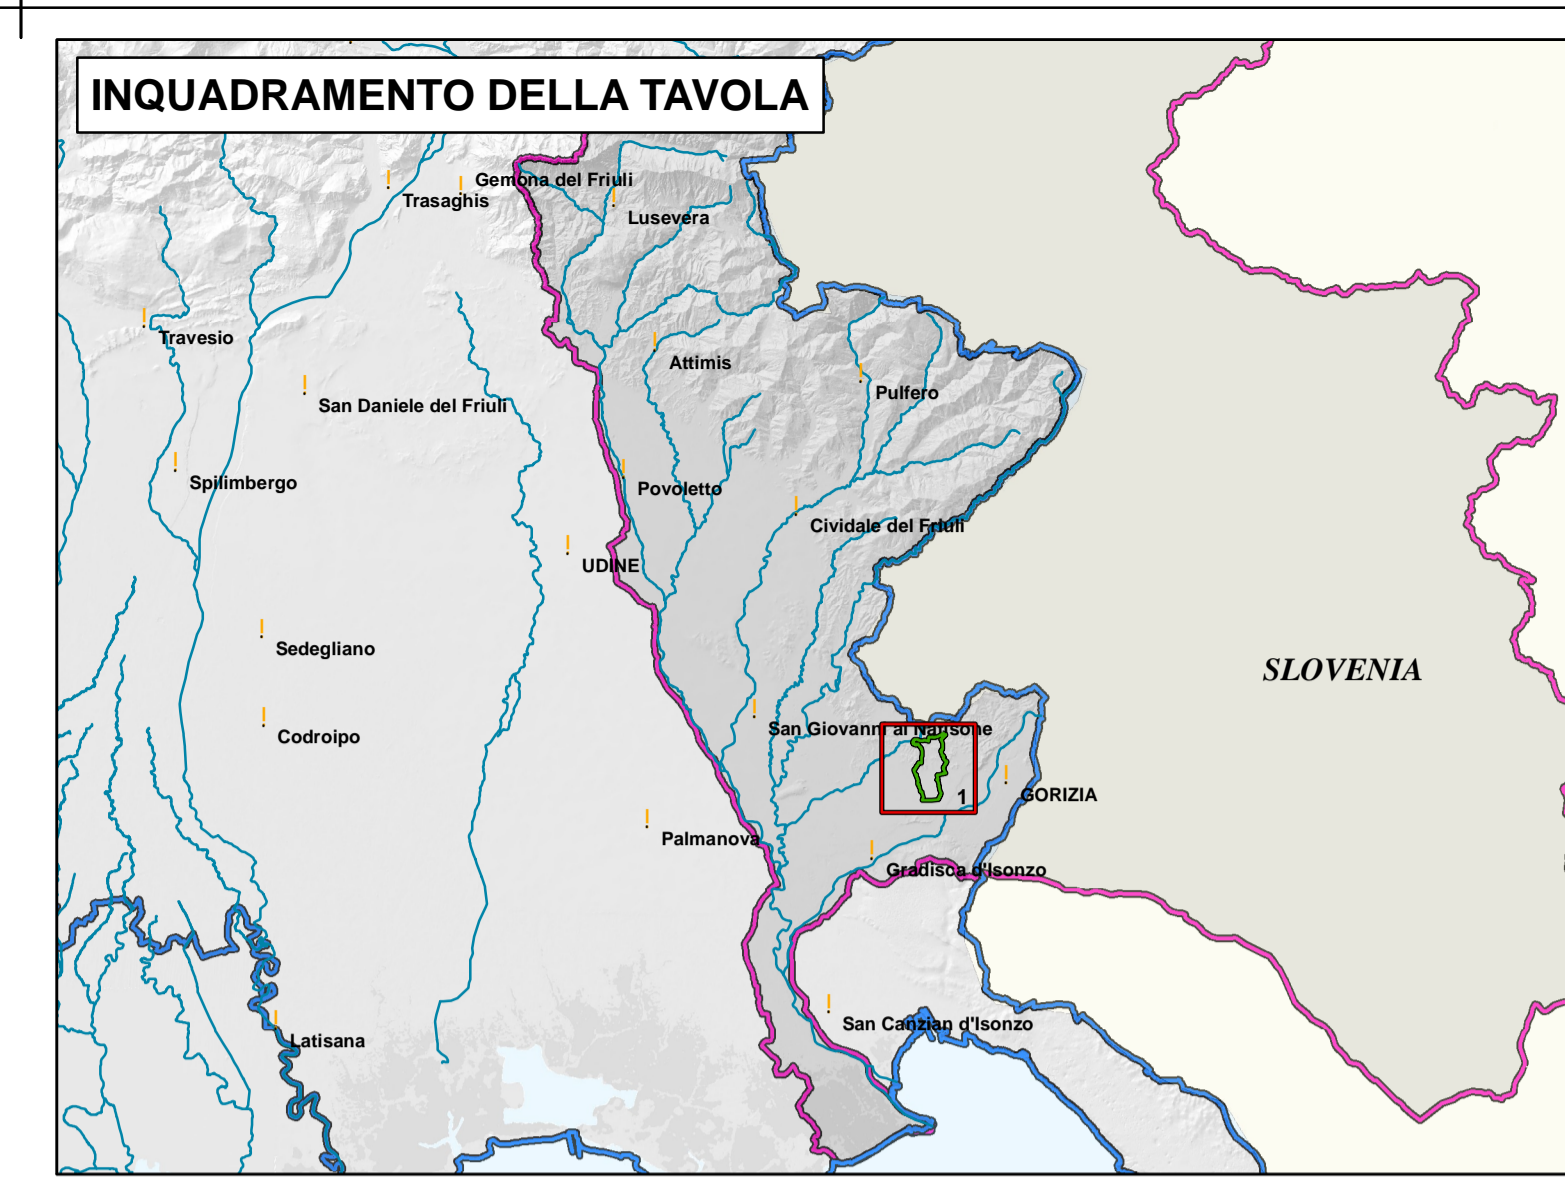 INQUADRAMENTO DELLA TAVOLA
Gemona del Friuli
Trasaghis
Lusevera
Travesio
Attimis
Pulfero
San Daniele del Friuli
Spilimbergo
Povoletto
Cividale del Friuli
UDINE
Sedegliano
SLOVENIA
San Giovanni al Natisone
Codroipo
1
GORIZIA
Palmanova
Gradisca d'Isonzo
San Canzian d'Isonzo
Latisana